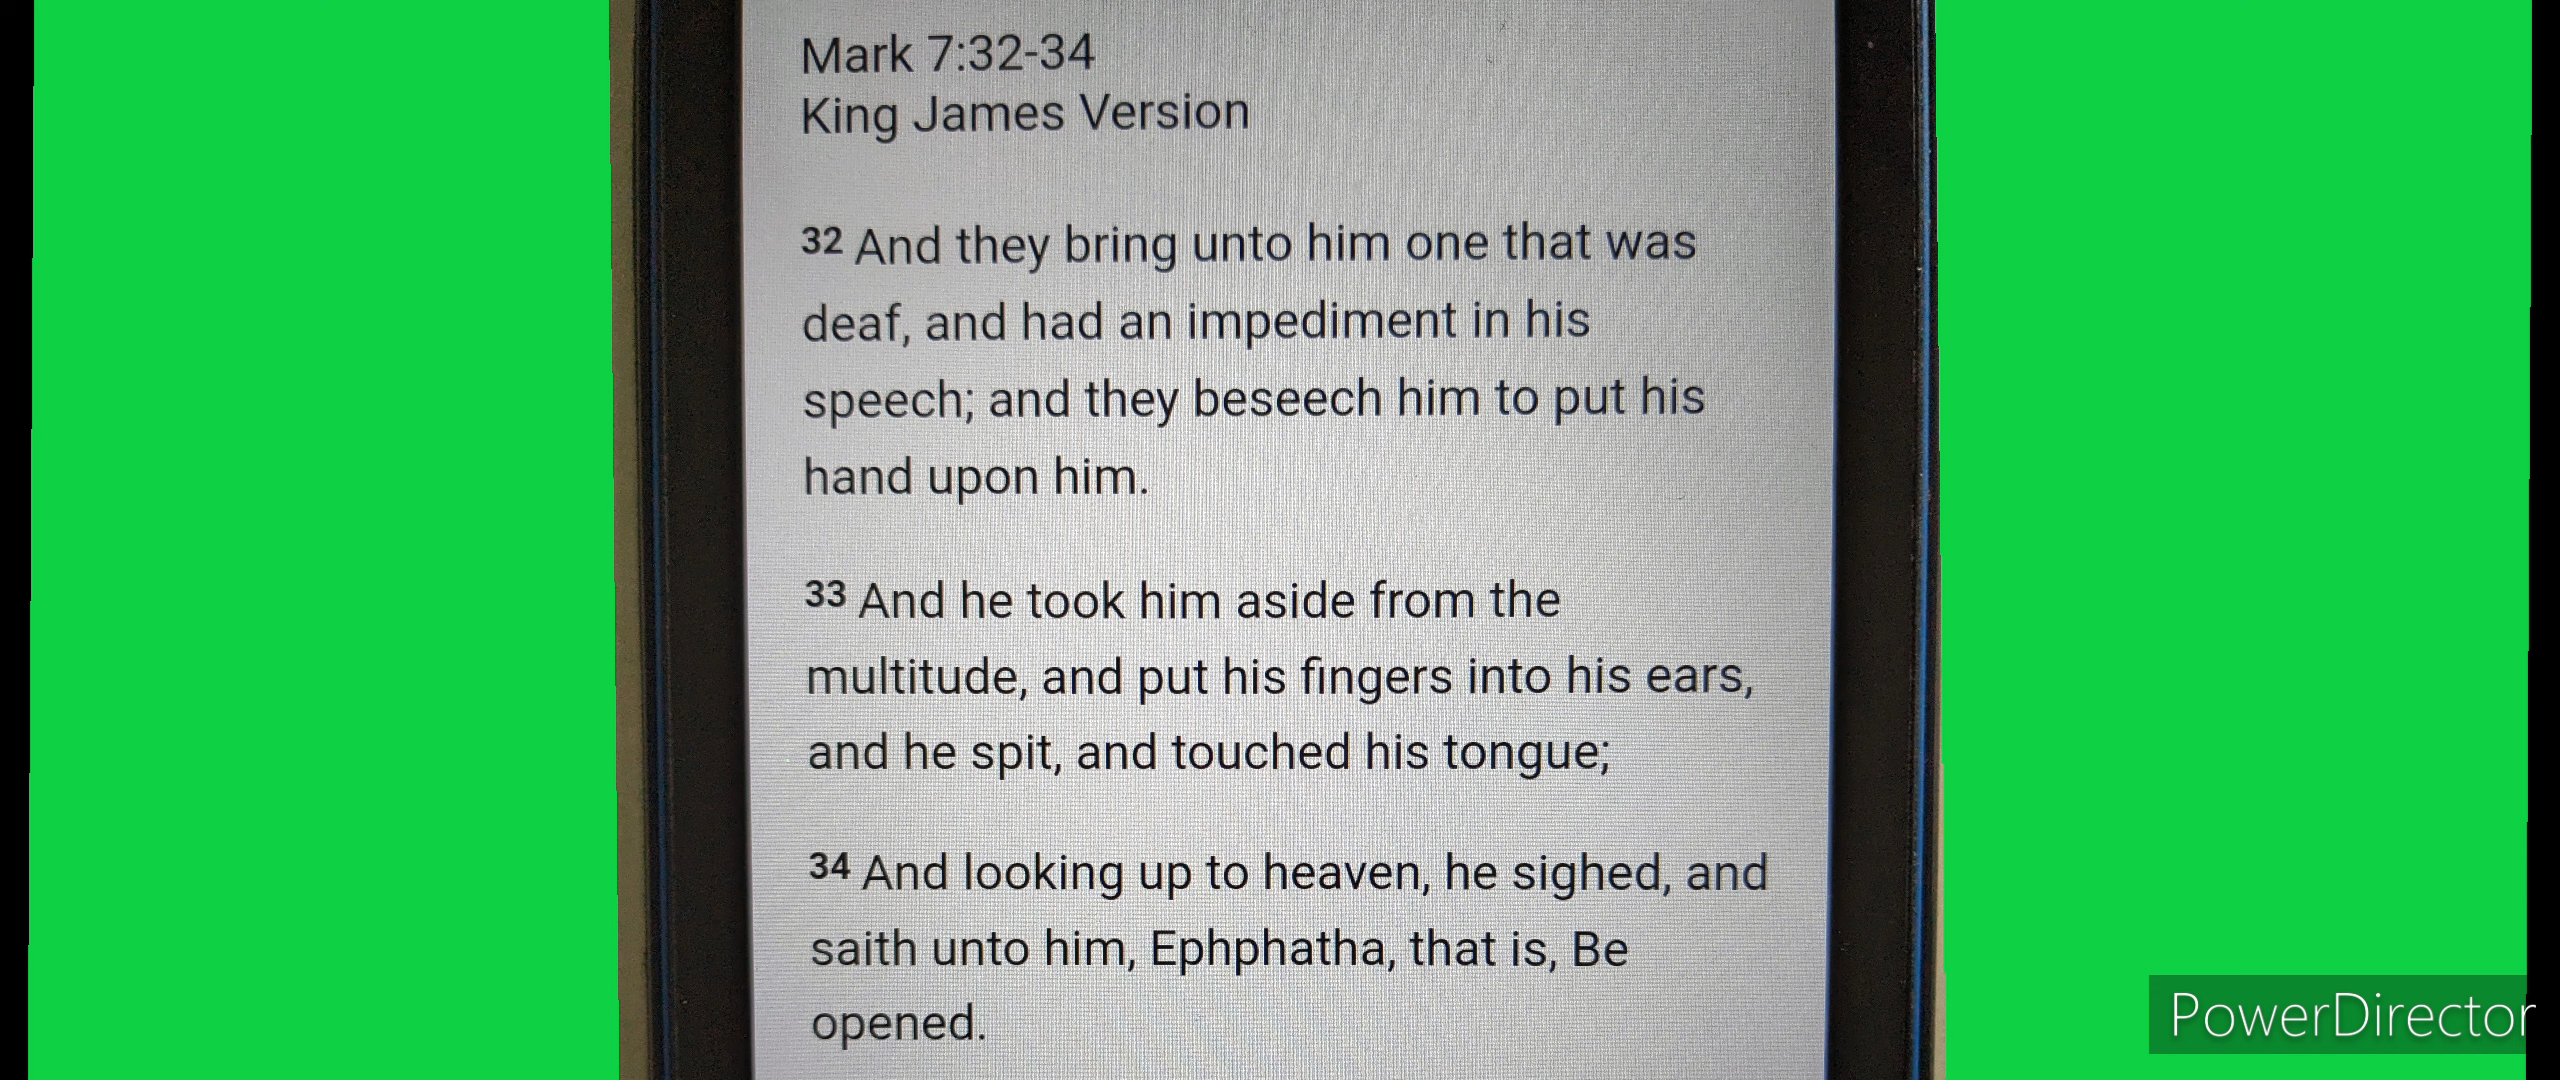 Mark 7:32-34
King James Version
32 And they bring unto him one that was
deaf, and had an impediment in his
speech; and they beseech him to put his
hand upon him.
33 And he took him aside from the
multitude, and put his fingers into his ears,
and he spit, and touched his tongue;
34 And looking up to heaven, he sighed, and
saith unto him, Ephphatha, that is, Be
opened.
PowerDirector